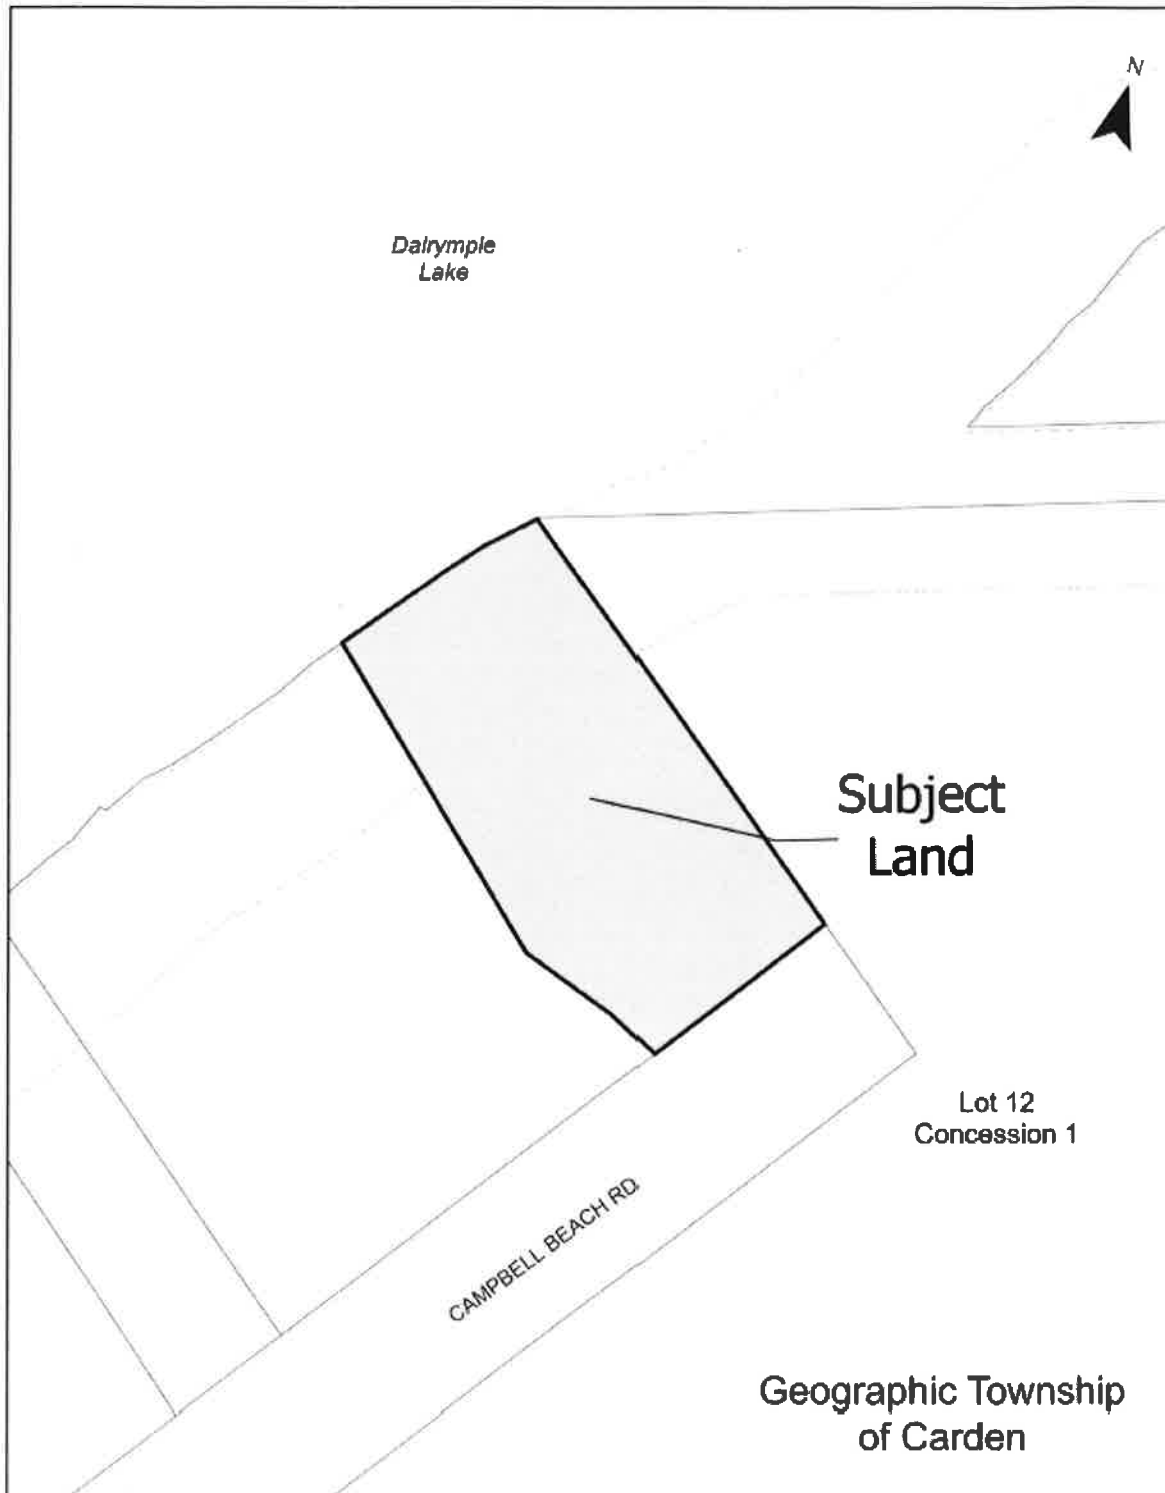 N
Dalrymple
Lake
Subject
Land
Lot 12
Concession 1
CAMPBELL BEACH RD
Geographic Township
of Carden